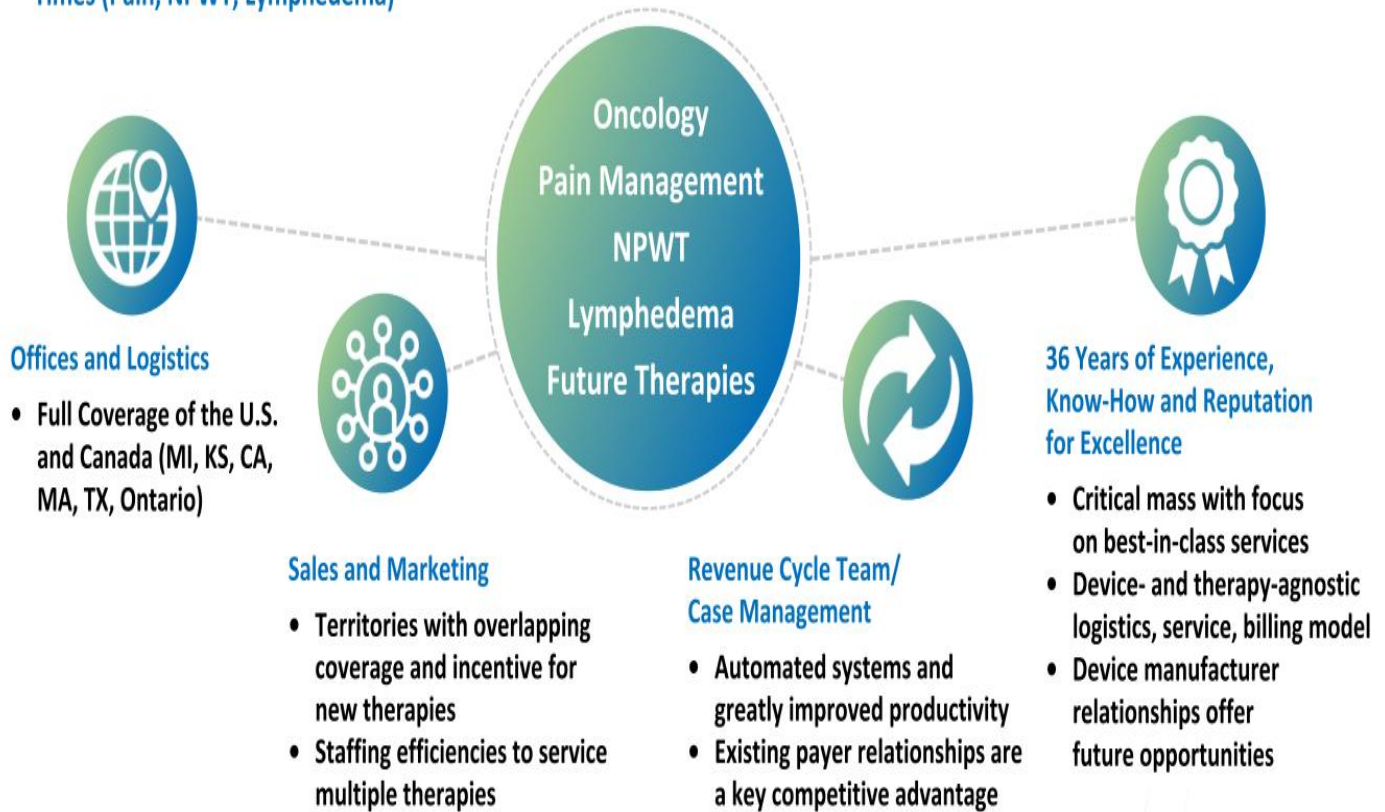 Times (Pain, NPWT, Lymphedema)
Oncology
Pain Management
NPWT
Lymphedema
Future Therapies
Offices and Logistics
• Full Coverage of the U.S.
and Canada (MI, KS, CA,
MA, TX, Ontario)
Sales and Marketing
• Territories with overlapping
coverage and incentive for
new therapies
• Staffing efficiencies to service
multiple therapies
Revenue Cycle Team/
Case Management
• Automated systems and
greatly improved productivity
• Existing payer relationships are
a key competitive advantage
36 Years of Experience,
Know-How and Reputation
for Excellence
• Critical mass with focus
on best-in-class services
• Device- and therapy-agnostic
logistics, service, billing model
• Device manufacturer
relationships offer
future opportunities